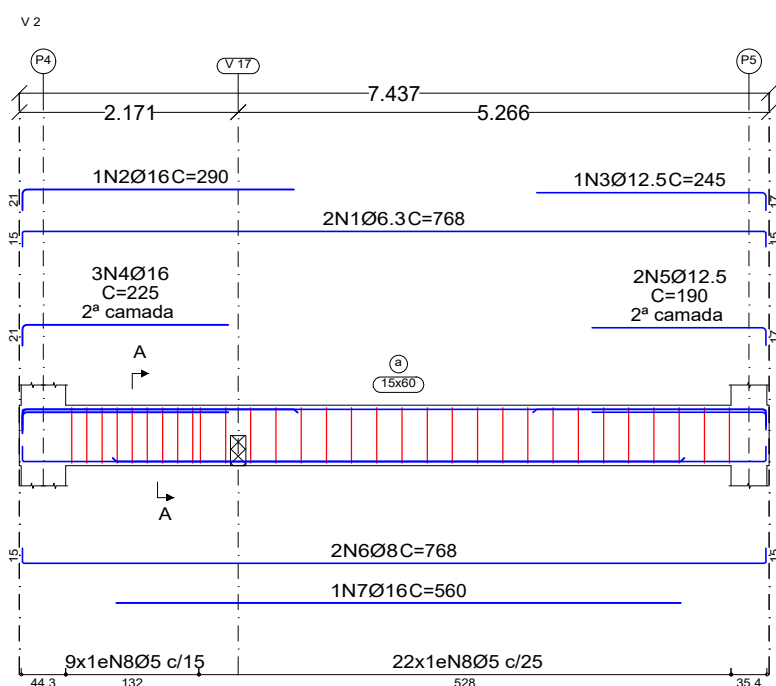 V 2
P4
V 17
P5
7.437
2.171
5.266
1N2Ø16C=290
1N3Ø12.5C=245
21
17
2N1Ø6.3C=768
15
15
3N4Ø16
C=225
2ª camada
2N5Ø12.5
C=190
2ª camada
21
17
A
a
15x60
A
2N6Ø8C=768
15
15
1N7Ø16C=560
9x1eN8Ø5 c/15
22x1eN8Ø5 c/25
44.3
132
528
35.4